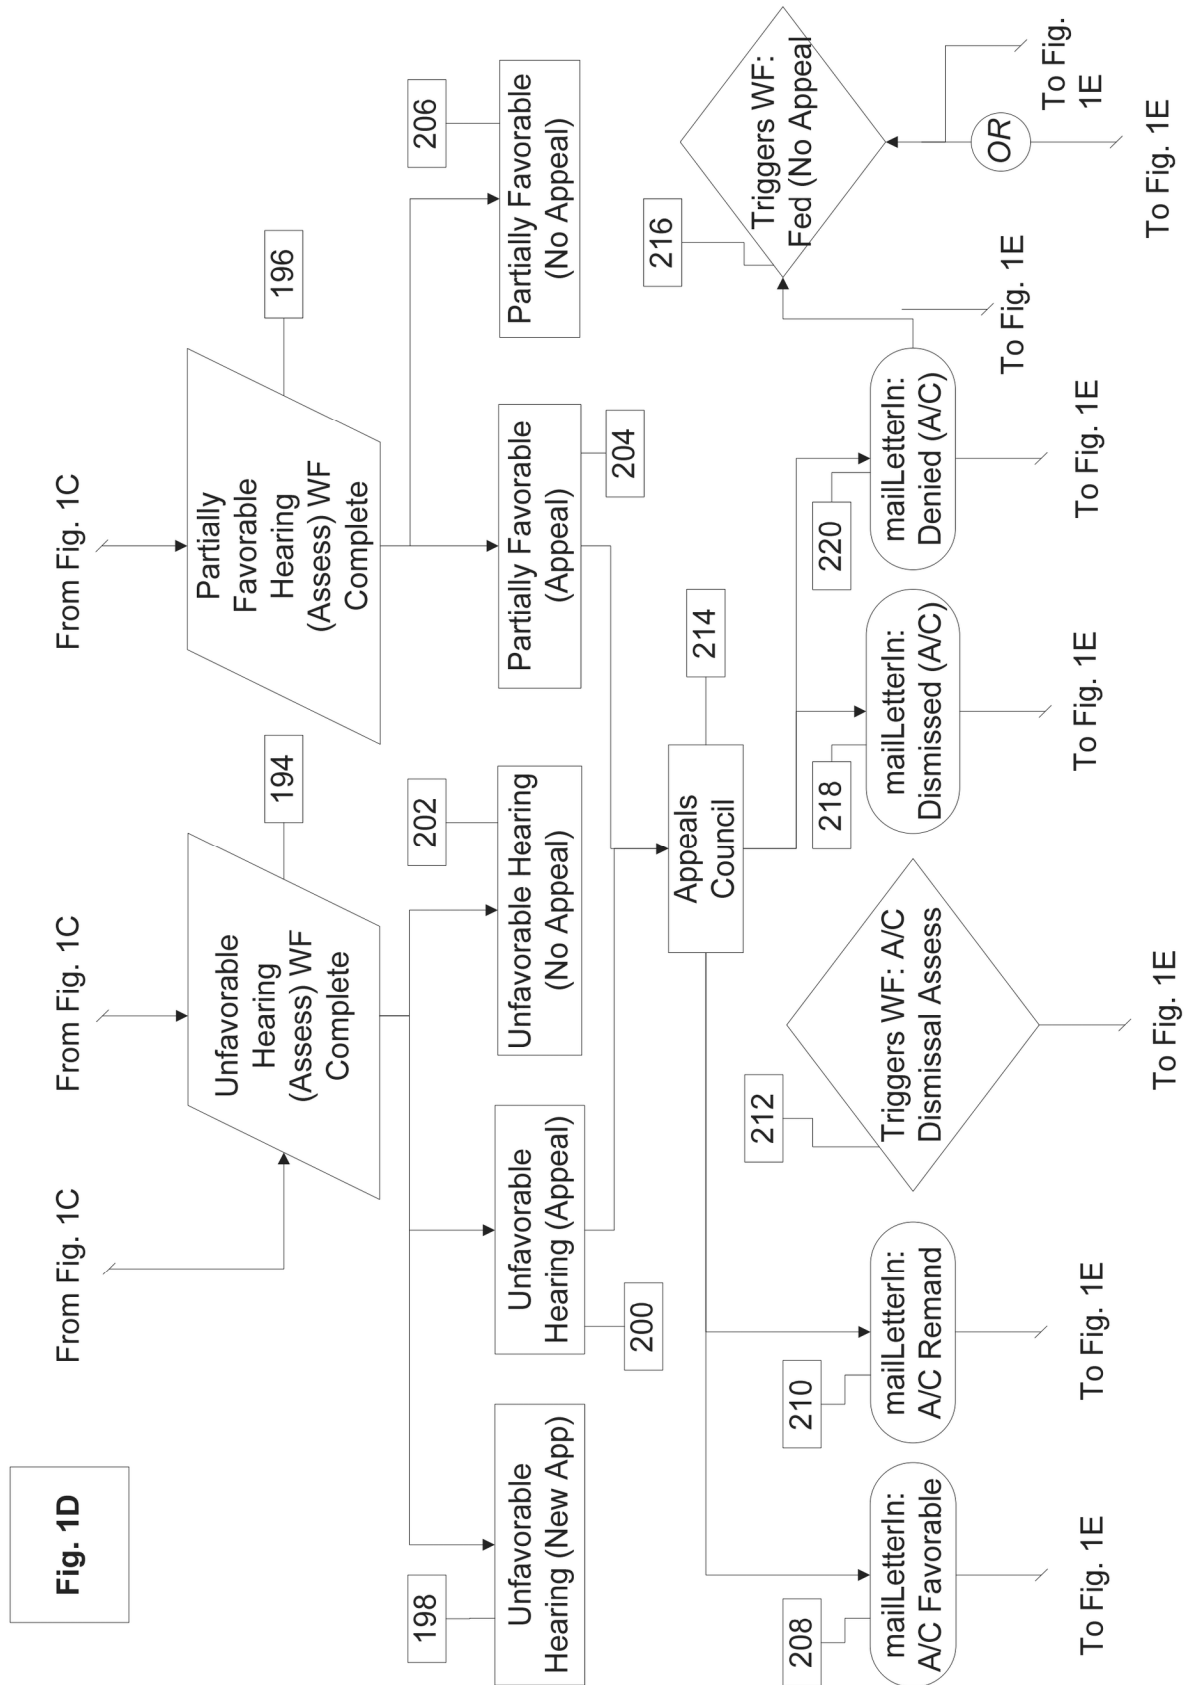 Fig. 1D
From Fig. 1C
From Fig. 1C
From Fig. 1C
Unfavorable
Hearing
(Assess) WF
Complete
194
Partially
Favorable
Hearing
(Assess) WF
Complete
196
198
Unfavorable
Hearing (New App)
Unfavorable
Hearing (Appeal)
200
202
Unfavorable Hearing
(No Appeal)
Partially Favorable
(Appeal)
204
206
Partially Favorable
(No Appeal)
Appeals
Council
214
208
mailLetterIn:
A/C Favorable
210
mailLetterIn:
A/C Remand
212
Triggers WF: A/C
Dismissal Assess
218
mailLetterIn:
Dismissed (A/C)
220
mailLetterIn:
Denied (A/C)
216
Triggers WF:
Fed (No Appeal
OR
To Fig. 1E
To Fig. 1E
To Fig. 1E
To Fig. 1E
To Fig. 1E
To Fig. 1E
To Fig. 1E
To Fig.
1E